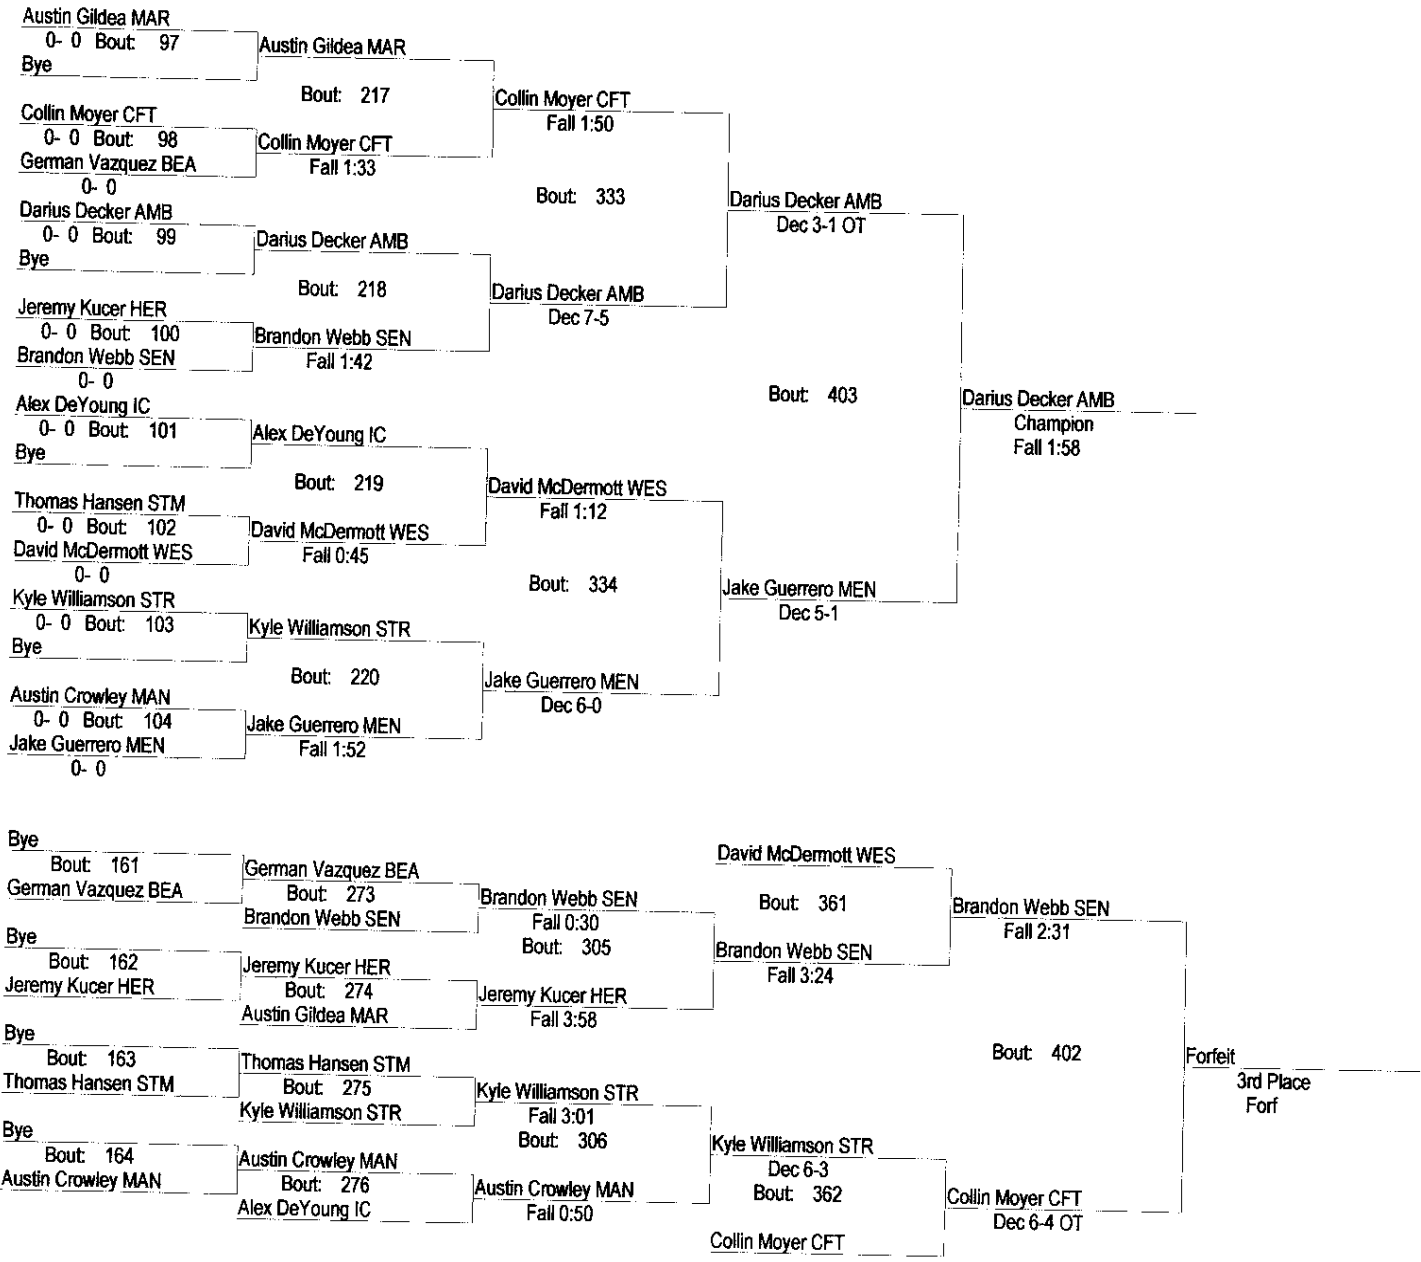 Austin Gildea MAR
0- 0 Bout: 97
Bye
Austin Gildea MAR
Bout: 217
Collin Moyer CFT
0- 0 Bout: 98
German Vazquez BEA
0- 0
Collin Moyer CFT
Fall 1:33
Collin Moyer CFT
Fall 1:50
Bout: 333
Darius Decker AMB
0- 0 Bout: 99
Bye
Darius Decker AMB
Bout: 218
Jeremy Kucer HER
0- 0 Bout: 100
Brandon Webb SEN
0- 0
Brandon Webb SEN
Fall 1:42
Darius Decker AMB
Dec 7-5
Darius Decker AMB
Dec 3-1 OT
Bout: 403
Darius Decker AMB
Champion
Fall 1:58
Alex DeYoung IC
0- 0 Bout: 101
Bye
Alex DeYoung IC
Bout: 219
Thomas Hansen STM
0- 0 Bout: 102
David McDermott WES
0- 0
David McDermott WES
Fall 0:45
David McDermott WES
Fall 1:12
Bout: 334
Kyle Williamson STR
0- 0 Bout: 103
Bye
Kyle Williamson STR
Bout: 220
Austin Crowley MAN
0- 0 Bout: 104
Jake Guerrero MEN
0- 0
Jake Guerrero MEN
Fall 1:52
Jake Guerrero MEN
Dec 6-0
Jake Guerrero MEN
Dec 5-1
Bye
Bout: 161
German Vazquez BEA
German Vazquez BEA
Bout: 273
Brandon Webb SEN
Brandon Webb SEN
Fall 0:30
Bout: 305
Bye
Bout: 162
Jeremy Kucer HER
Jeremy Kucer HER
Bout: 274
Austin Gildea MAR
Jeremy Kucer HER
Fall 3:58
David McDermott WES
Bout: 361
Brandon Webb SEN
Fall 3:24
Brandon Webb SEN
Fall 2:31
Bout: 402
Forfeit
3rd Place
Forf
Bye
Bout: 163
Thomas Hansen STM
Thomas Hansen STM
Bout: 275
Kyle Williamson STR
Kyle Williamson STR
Fall 3:01
Bout: 306
Bye
Bout: 164
Austin Crowley MAN
Austin Crowley MAN
Bout: 276
Alex DeYoung IC
Austin Crowley MAN
Fall 0:50
Kyle Williamson STR
Dec 6-3
Bout: 362
Collin Moyer CFT
Collin Moyer CFT
Dec 6-4 OT